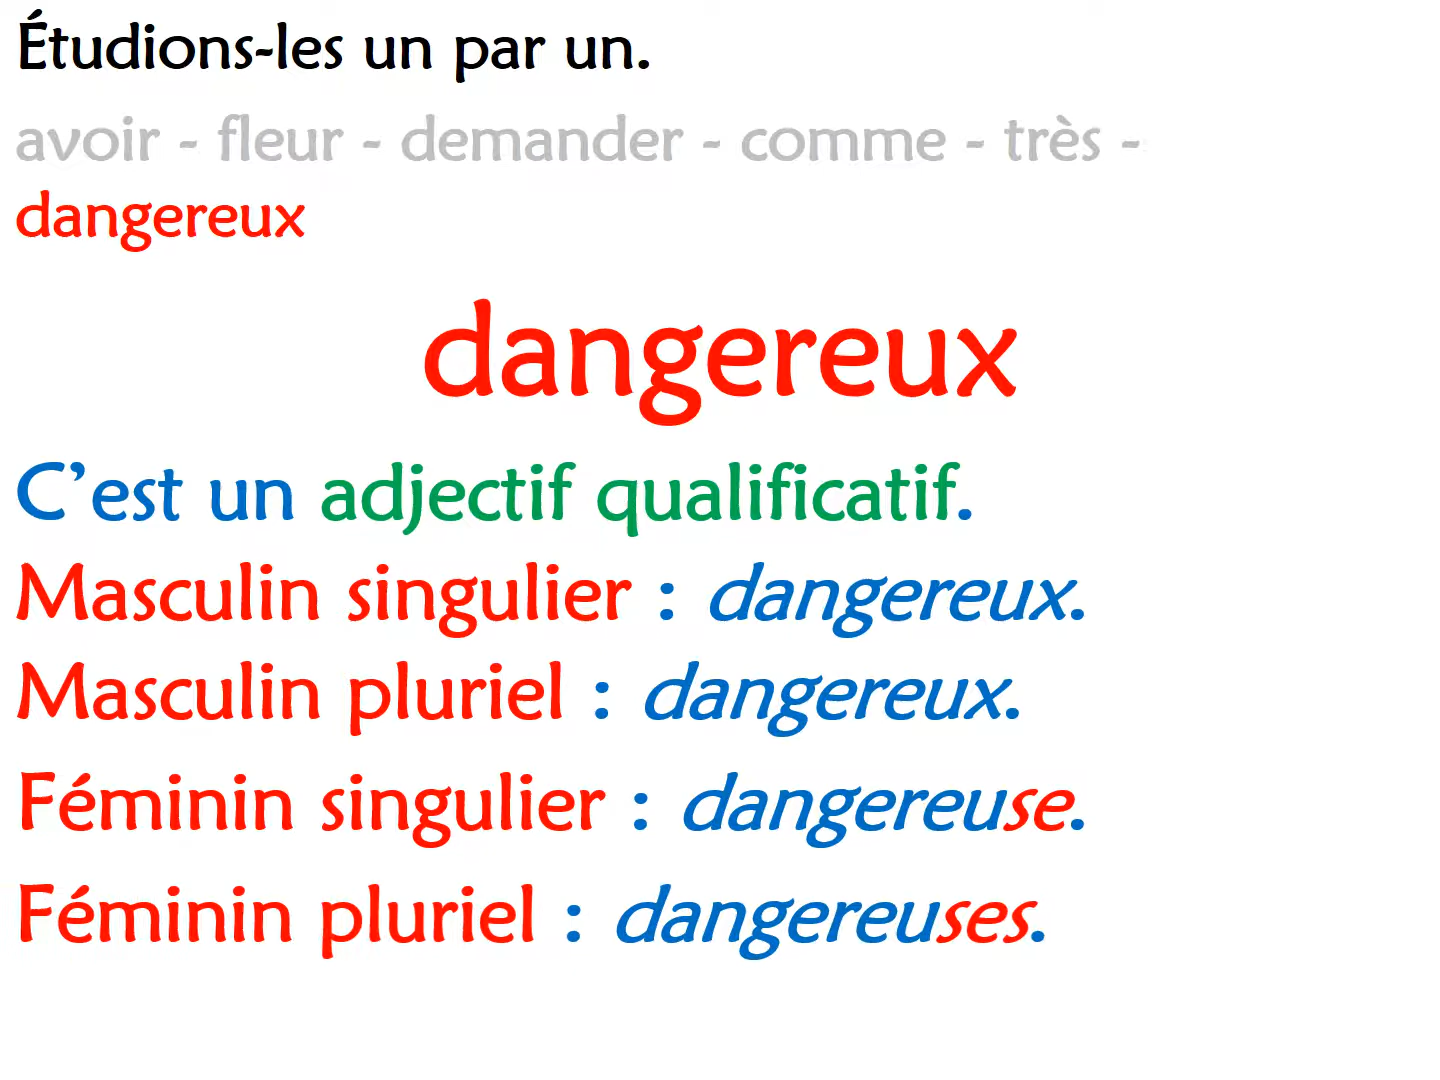 Étudions-les un par un.
avoir - fleur - demander - comme - très -
dangereux
dangereux
C’est un adjectif qualificatif.
Masculin singulier : dangereux.
Masculin pluriel : dangereux.
Féminin singulier : dangereuse.
Féminin pluriel : dangereuses.